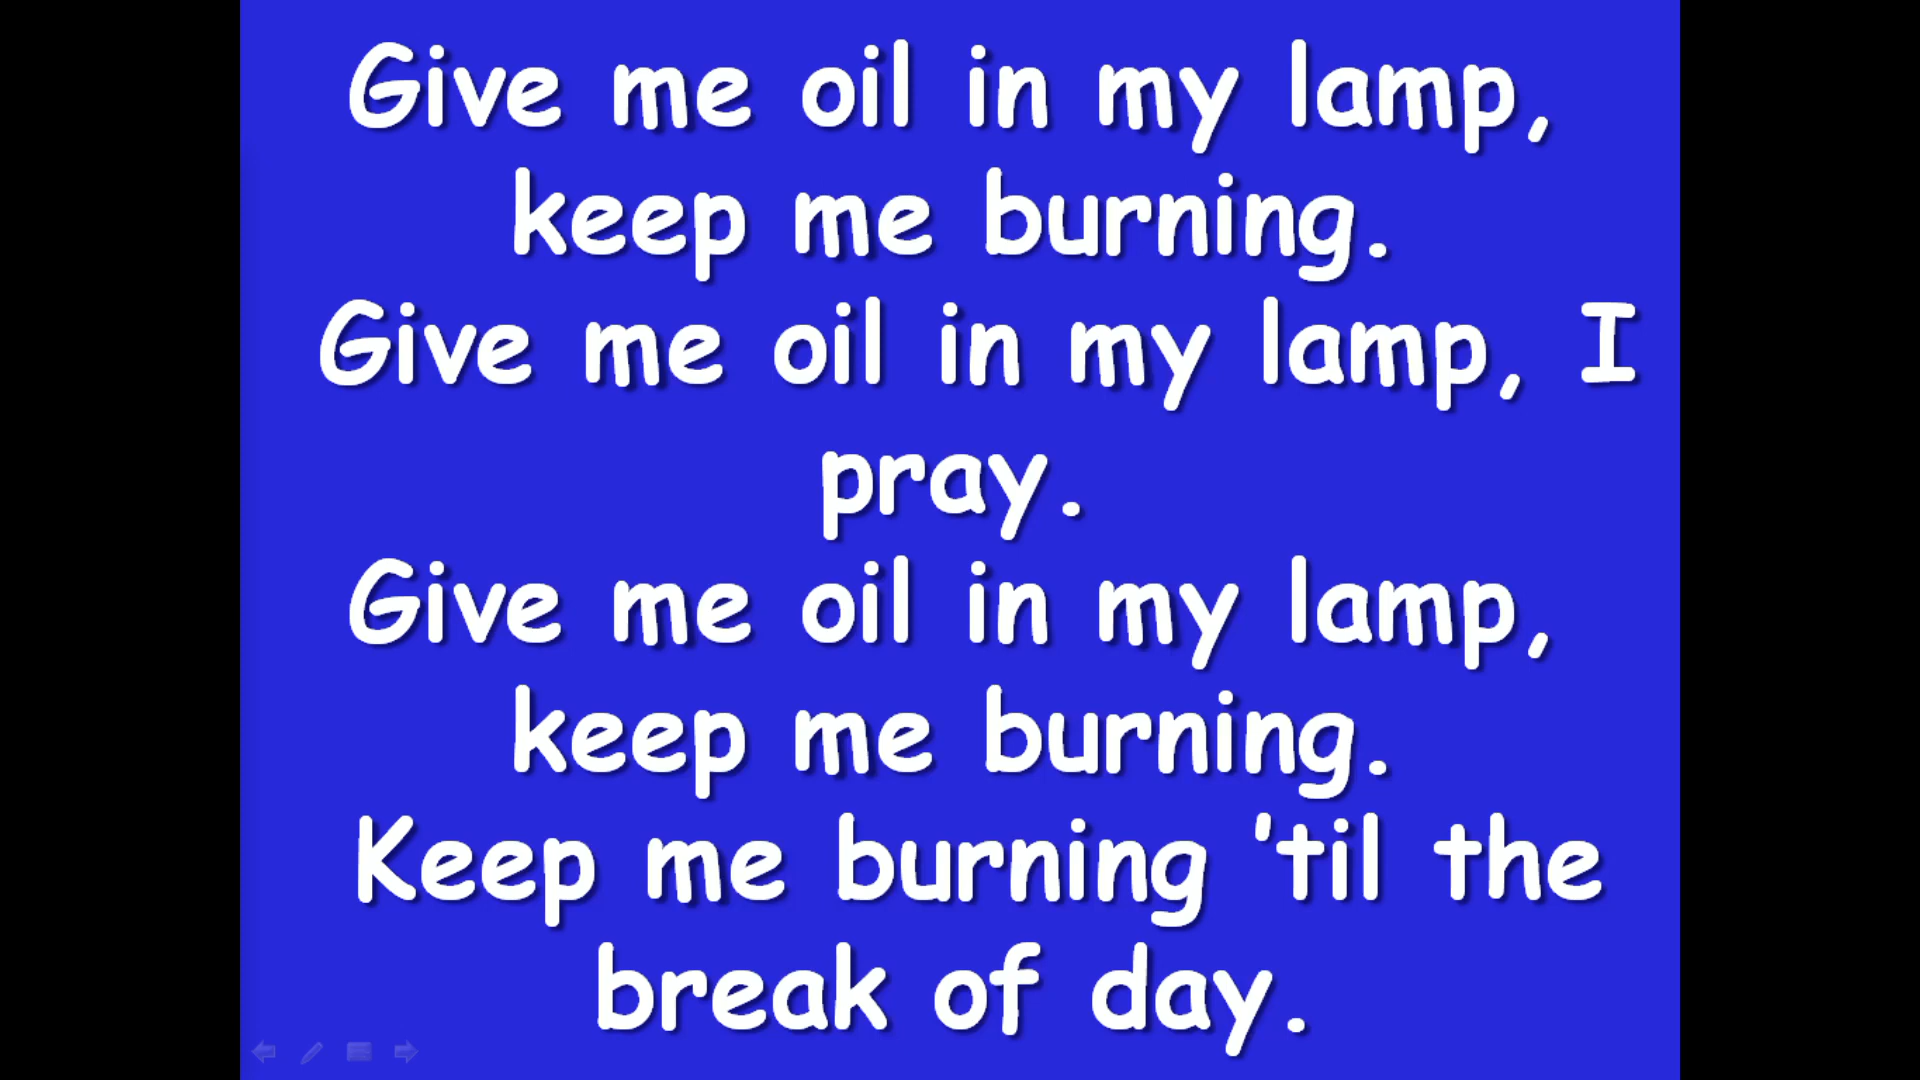 Give me oil in my lamp,
keep me burning.
Give me oil in my lamp, I
pray.
Give me oil in my lamp,
keep me burning.
Keep me burning ’til the
break of day.